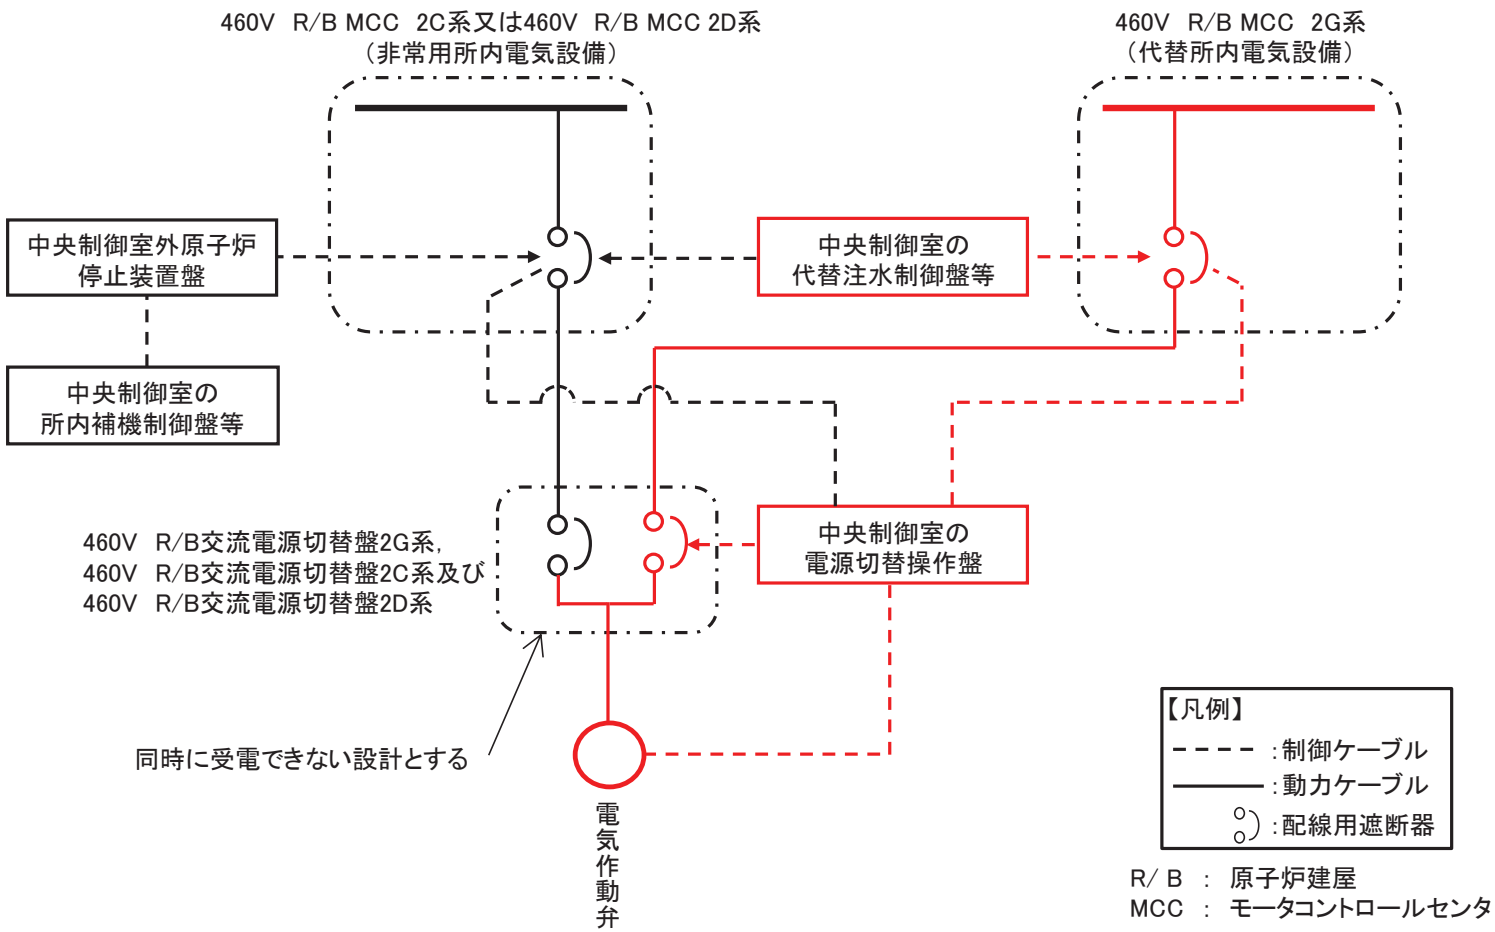 460V R/B MCC 2C系又は460V R/B MCC 2D系
（非常用所内電気設備）
460V R/B MCC 2G系
（代替所内電気設備）
中央制御室外原子炉
停止装置盤
中央制御室の
代替注水制御盤等
中央制御室の
所内補機制御盤等
460V R/B交流電源切替盤2G系,
460V R/B交流電源切替盤2C系及び
460V R/B交流電源切替盤2D系
中央制御室の
電源切替操作盤
同時に受電できない設計とする
電気作動弁
【凡例】
：制御ケーブル
：動力ケーブル
：配線用遮断器
R/ B ： 原子炉建屋
MCC ： モータコントロールセンタ